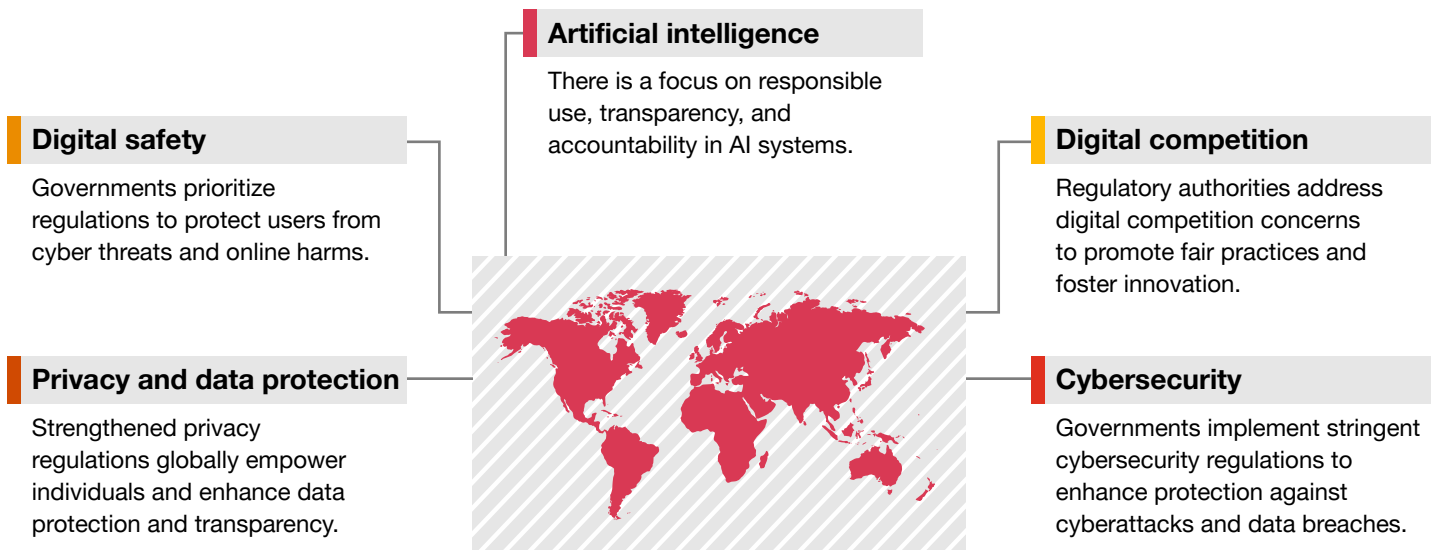 Artificial intelligence
There is a focus on responsible
use, transparency, and
accountability in AI systems.
Digital safety
Governments prioritize
regulations to protect users from
cyber threats and online harms.
Digital competition
Regulatory authorities address
digital competition concerns
to promote fair practices and
foster innovation.
Privacy and data protection
Strengthened privacy
regulations globally empower
individuals and enhance data
protection and transparency.
Cybersecurity
Governments implement stringent
cybersecurity regulations to
enhance protection against
cyberattacks and data breaches.